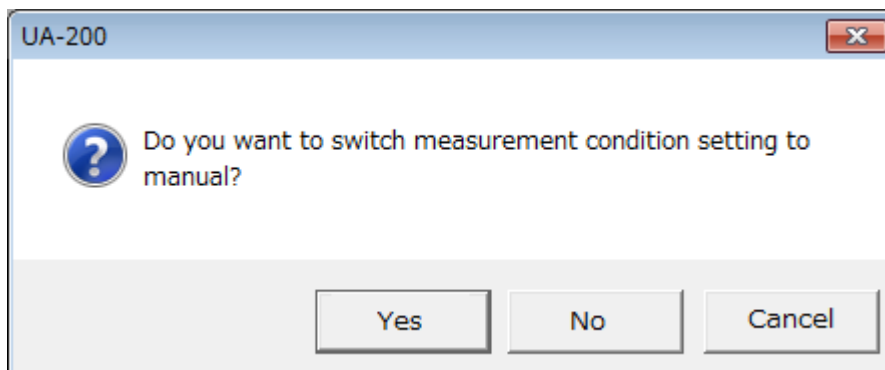 UA-200
Do you want to switch measurement condition setting to
manual?
Yes
No
Cancel